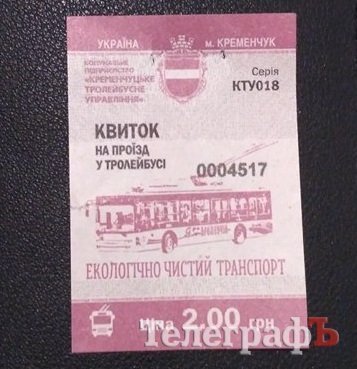 УКРАЇНА м. КРЕМЕНЧУК
КОМУНАЛЬНЕ
ПІДПРИЄМСТВО
«КРЕМЕНЧУЦЬКЕ
ТРОЛЕЙБУСНЕ
УПРАВЛІННЯ»
Серія
КТУ018
КВИТОК
НА ПРОЇЗД
У ТРОЛЕЙБУСІ
0004517
ЕКОЛОГІЧНО ЧИСТИЙ ТРАНСПОРТ
Ціна 2.00 грн
ТелеграфЪ